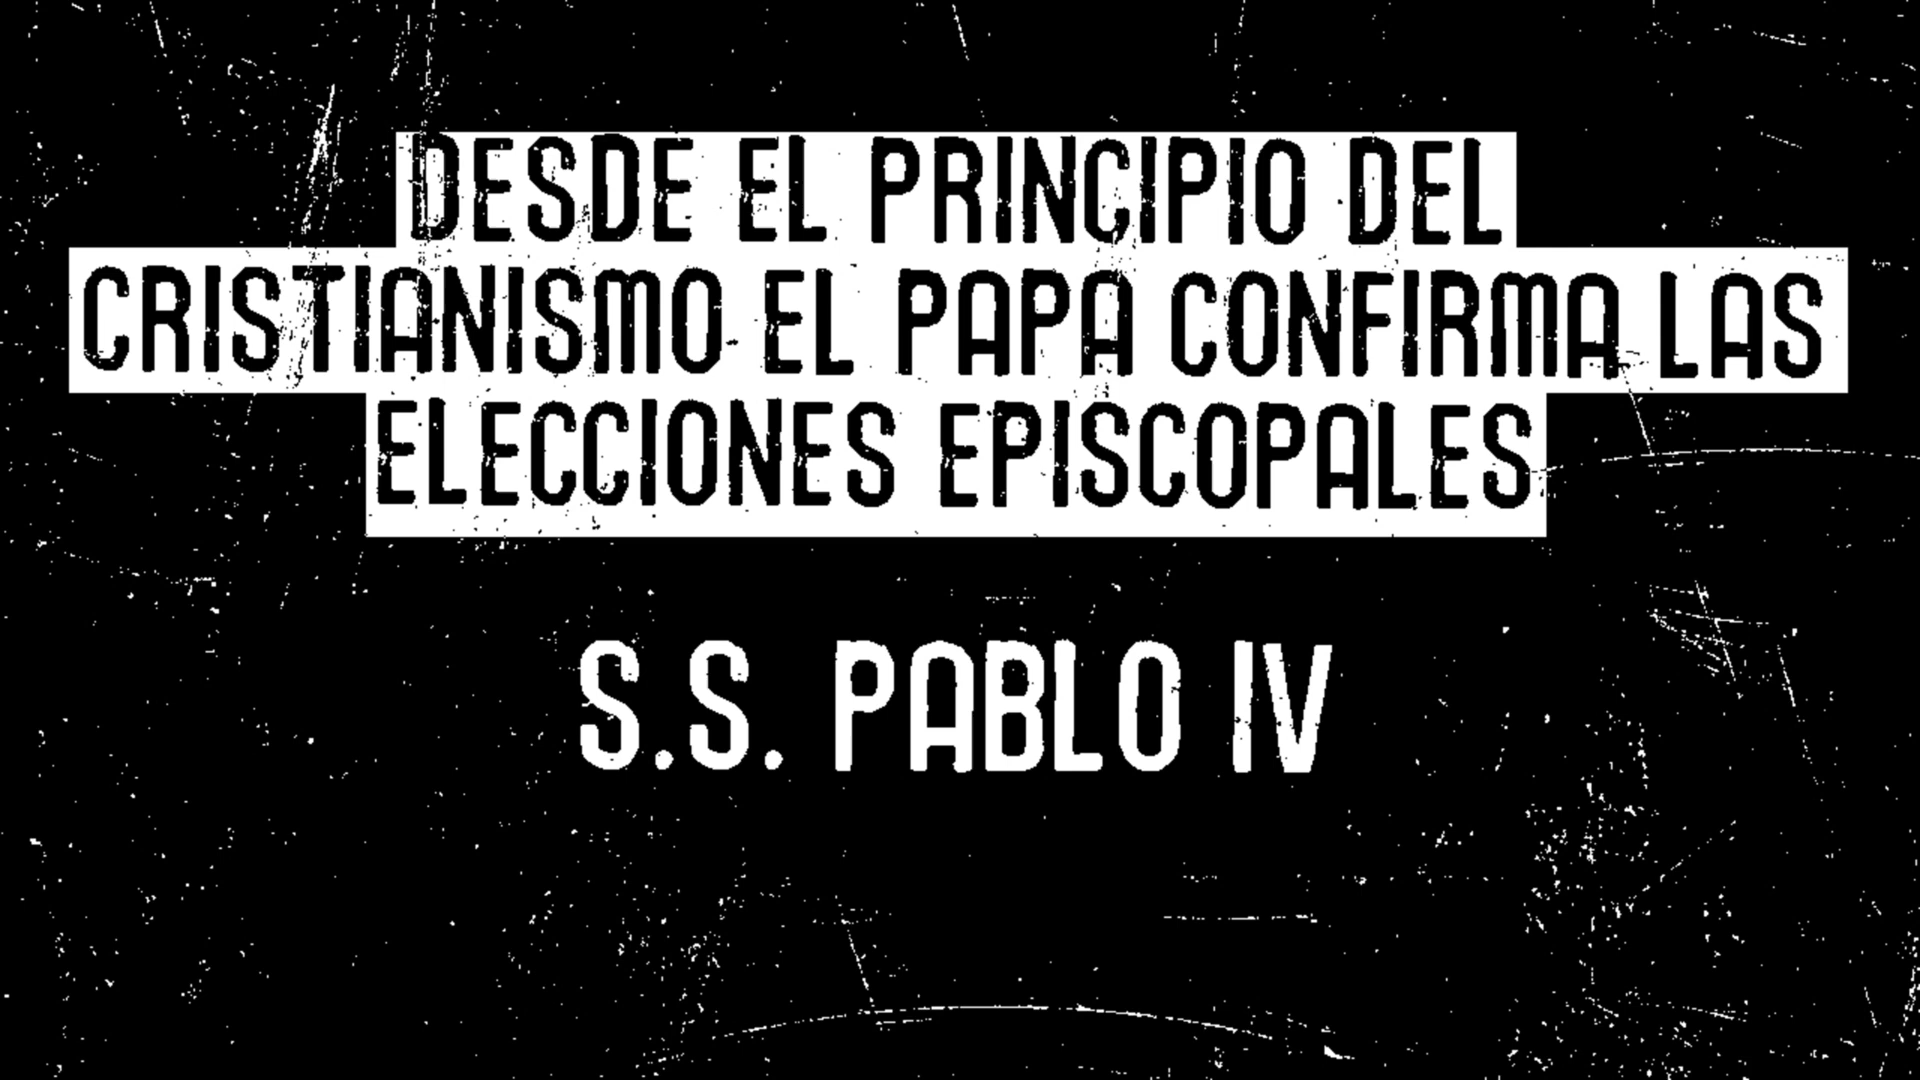 DESDE EL PRINCIPIO DEL
CRISTIANISMO EL PAPA CONFIRMA LAS
ELECCIONES EPISCOPALES
S.S. PABLO IV